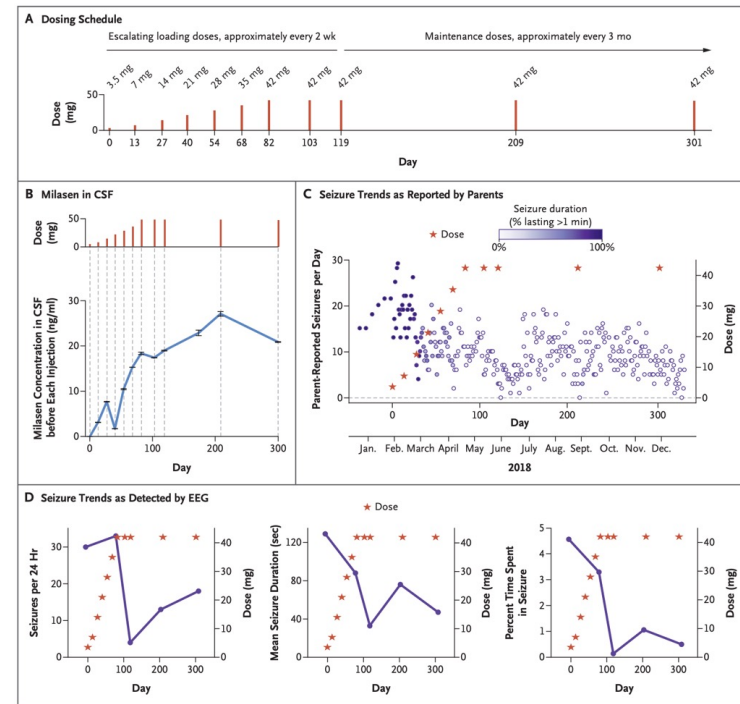 A Dosing Schedule
Escalating loading doses, approximately every 2 wk
Maintenance doses, approximately every 3 mo
3.5 mg 7 mg 14 mg 21 mg 28 mg 35 mg 42 mg 42 mg 42 mg 42 mg 42 mg
Dose (mg)
50
0
0 13 27 40 54 68 82 103 119 209 301
Day
B Milasen in CSF
Dose (mg)
50
0
Milasen Concentration in CSF
before Each Injection (ng/ml)
30
20
10
0
0 100 200 300
Day
C Seizure Trends as Reported by Parents
Seizure duration
(% lasting >1 min)
Dose
0% 100%
Parent-Reported Seizures per Day
30
20
10
0
40
30
20
10
0
Dose (mg)
0 100 200 300
Day
Jan. Feb. March April May June July Aug. Sept. Oct. Nov. Dec.
2018
D Seizure Trends as Detected by EEG
Dose
Seizures per 24 Hr
30
20
10
0
40
30
20
10
0
Dose (mg)
0 100 200 300
Day
Mean Seizure Duration (sec)
120
80
40
0
40
30
20
10
0
Dose (mg)
0 100 200 300
Day
Percent Time Spent
in Seizure
5
4
3
2
1
0
40
30
20
10
0
Dose (mg)
0 100 200 300
Day